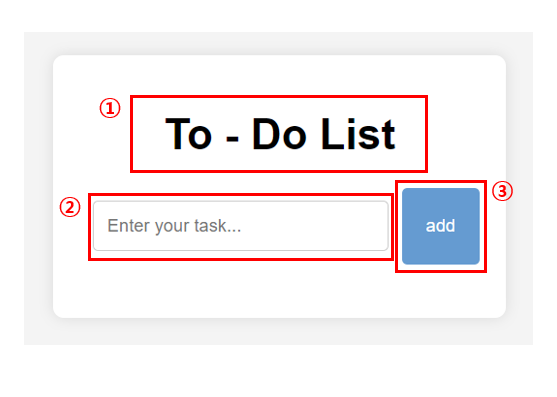 ①
To - Do List
②
Enter your task...
add
③